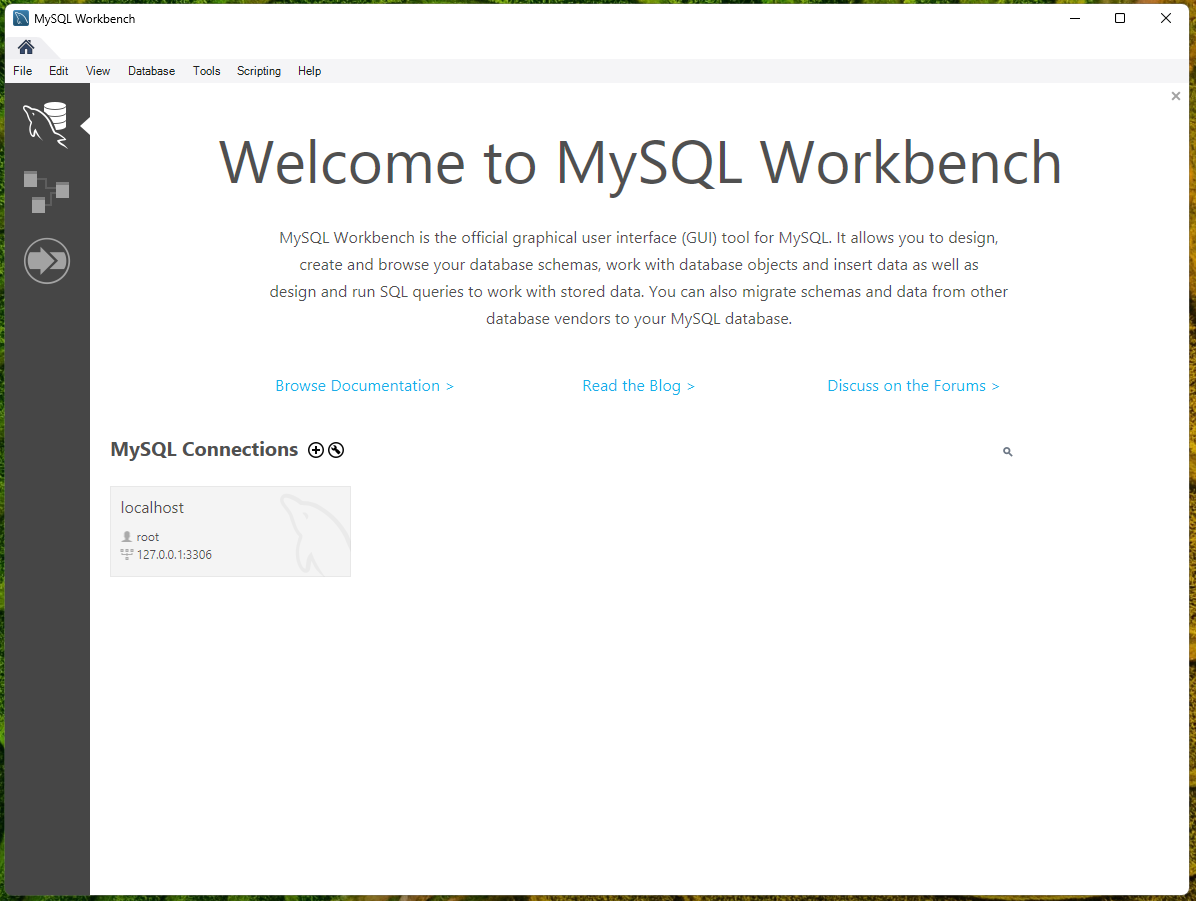 MySQL Workbench
File Edit View Database Tools Scripting Help
Welcome to MySQL Workbench
MySQL Workbench is the official graphical user interface (GUI) tool for MySQL. It allows you to design,
create and browse your database schemas, work with database objects and insert data as well as
design and run SQL queries to work with stored data. You can also migrate schemas and data from other
database vendors to your MySQL database.
Browse Documentation > Read the Blog > Discuss on the Forums >
MySQL Connections
localhost
root
127.0.0.1:3306